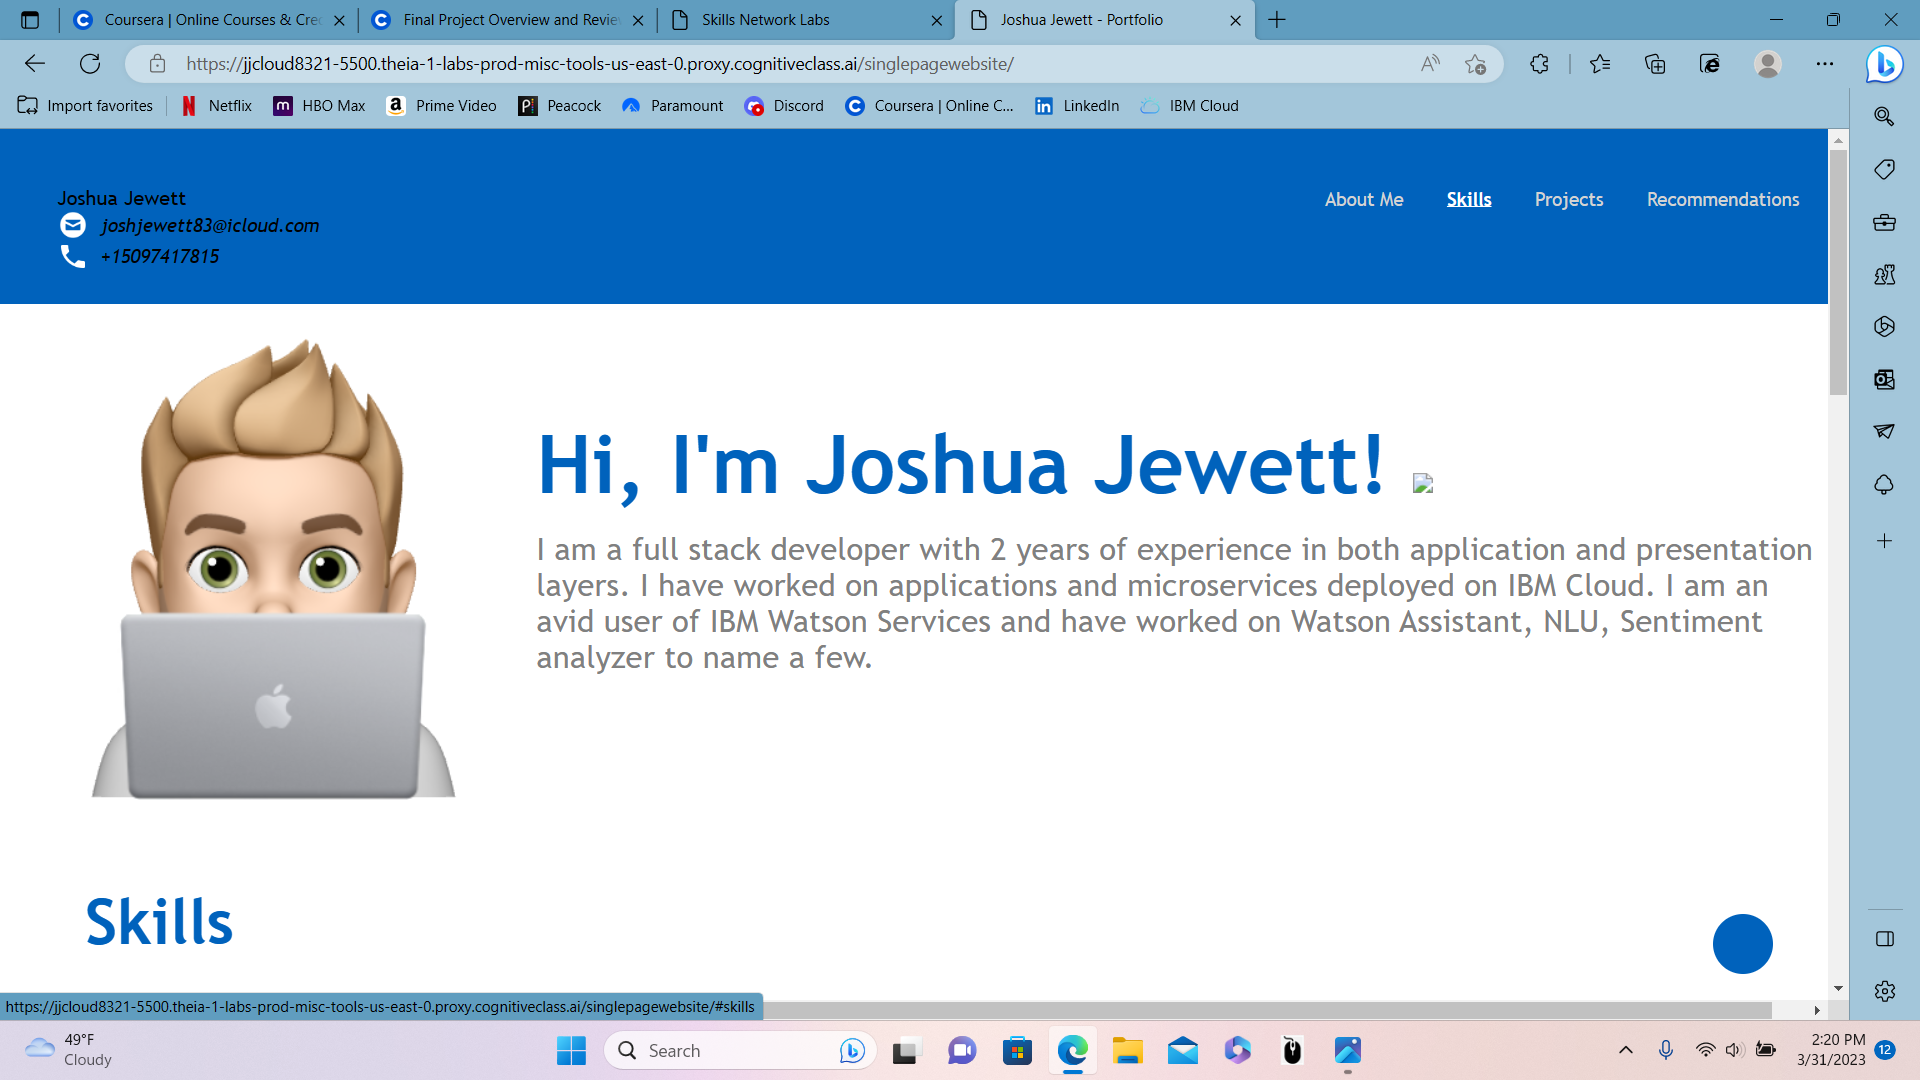 Coursera | Online Courses & Cre
Final Project Overview and Revie
Skills Network Labs
Joshua Jewett - Portfolio
https://jjcloud8321-5500.theia-1-labs-prod-misc-tools-us-east-0.proxy.cognitiveclass.ai/singlepagewebsite/
Import favorites
Netflix
HBO Max
Prime Video
Peacock
Paramount
Discord
Coursera | Online C...
LinkedIn
IBM Cloud
Joshua Jewett
joshjewett83@icloud.com
+15097417815
About Me
Skills
Projects
Recommendations
Hi, I'm Joshua Jewett!
I am a full stack developer with 2 years of experience in both application and presentation
layers. I have worked on applications and microservices deployed on IBM Cloud. I am an
avid user of IBM Watson Services and have worked on Watson Assistant, NLU, Sentiment
analyzer to name a few.
Skills
https://jjcloud8321-5500.theia-1-labs-prod-misc-tools-us-east-0.proxy.cognitiveclass.ai/singlepagewebsite/#skills
49°F
Cloudy
Search
2:20 PM
3/31/2023
12